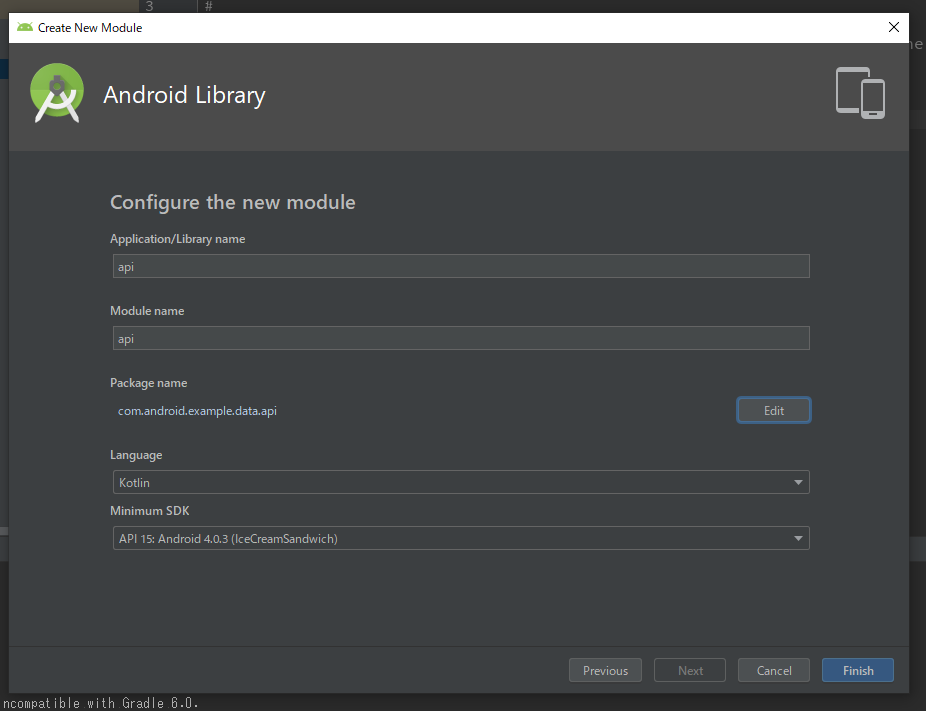 3 #
Create New Module
ne
Android Library
Configure the new module
Application/Library name
api
Module name
api
Package name
com.android.example.data.api
Edit
Language
Kotlin
Minimum SDK
API 15: Android 4.0.3 (IceCreamSandwich)
Previous Next Cancel Finish
ncompatible with Gradle 6.0.